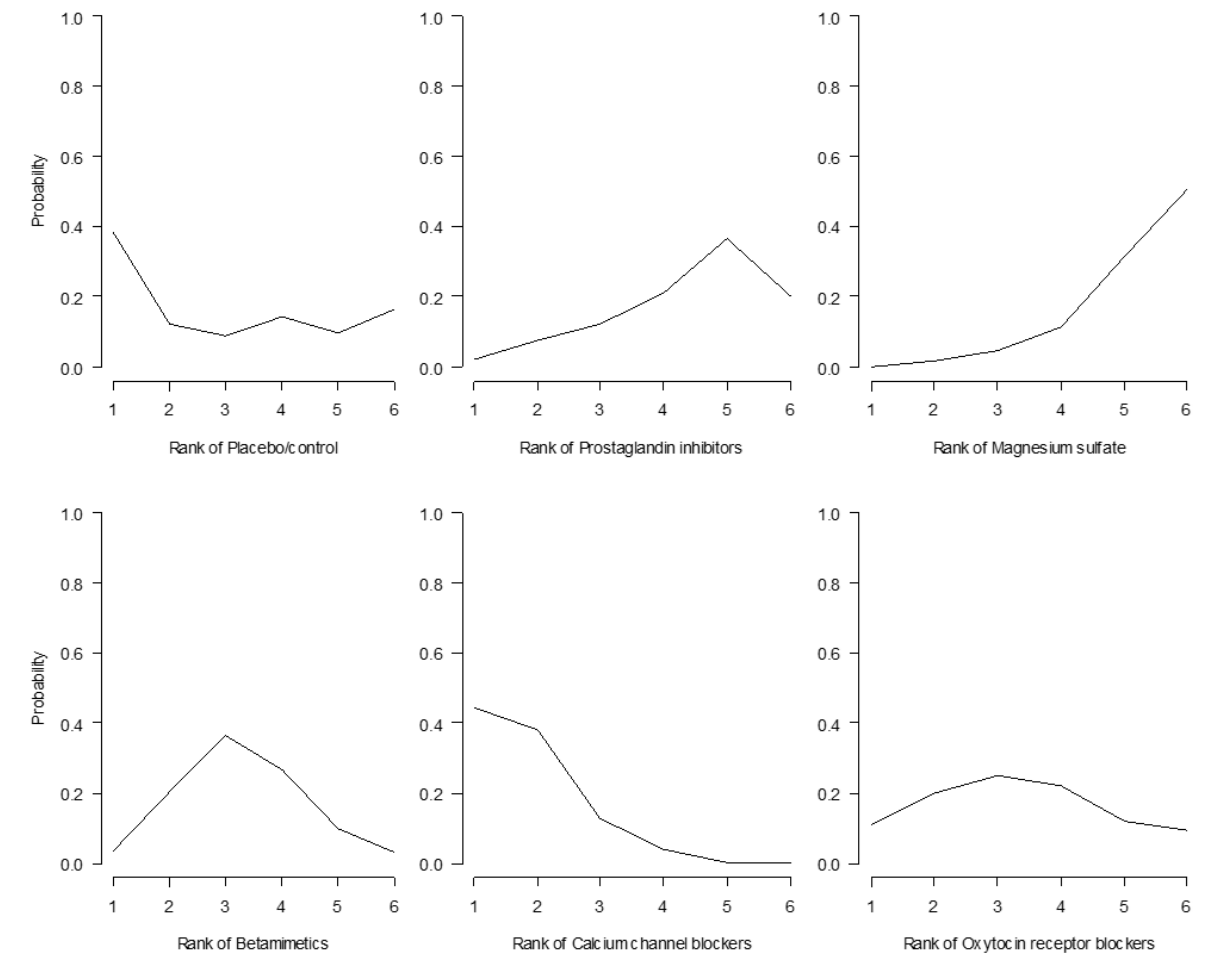 1.0
0.8
0.6
0.4
0.2
0.0
Probability
1 2 3 4 5 6
Rank of Placebo/control
1.0
0.8
0.6
0.4
0.2
0.0
1 2 3 4 5 6
Rank of Prostaglandin inhibitors
1.0
0.8
0.6
0.4
0.2
0.0
1 2 3 4 5 6
Rank of Magnesium sulfate
1.0
0.8
0.6
0.4
0.2
0.0
Probability
1 2 3 4 5 6
Rank of Betamimetics
1.0
0.8
0.6
0.4
0.2
0.0
1 2 3 4 5 6
Rank of Calcium channel blockers
1.0
0.8
0.6
0.4
0.2
0.0
1 2 3 4 5 6
Rank of Oxytocin receptor blockers